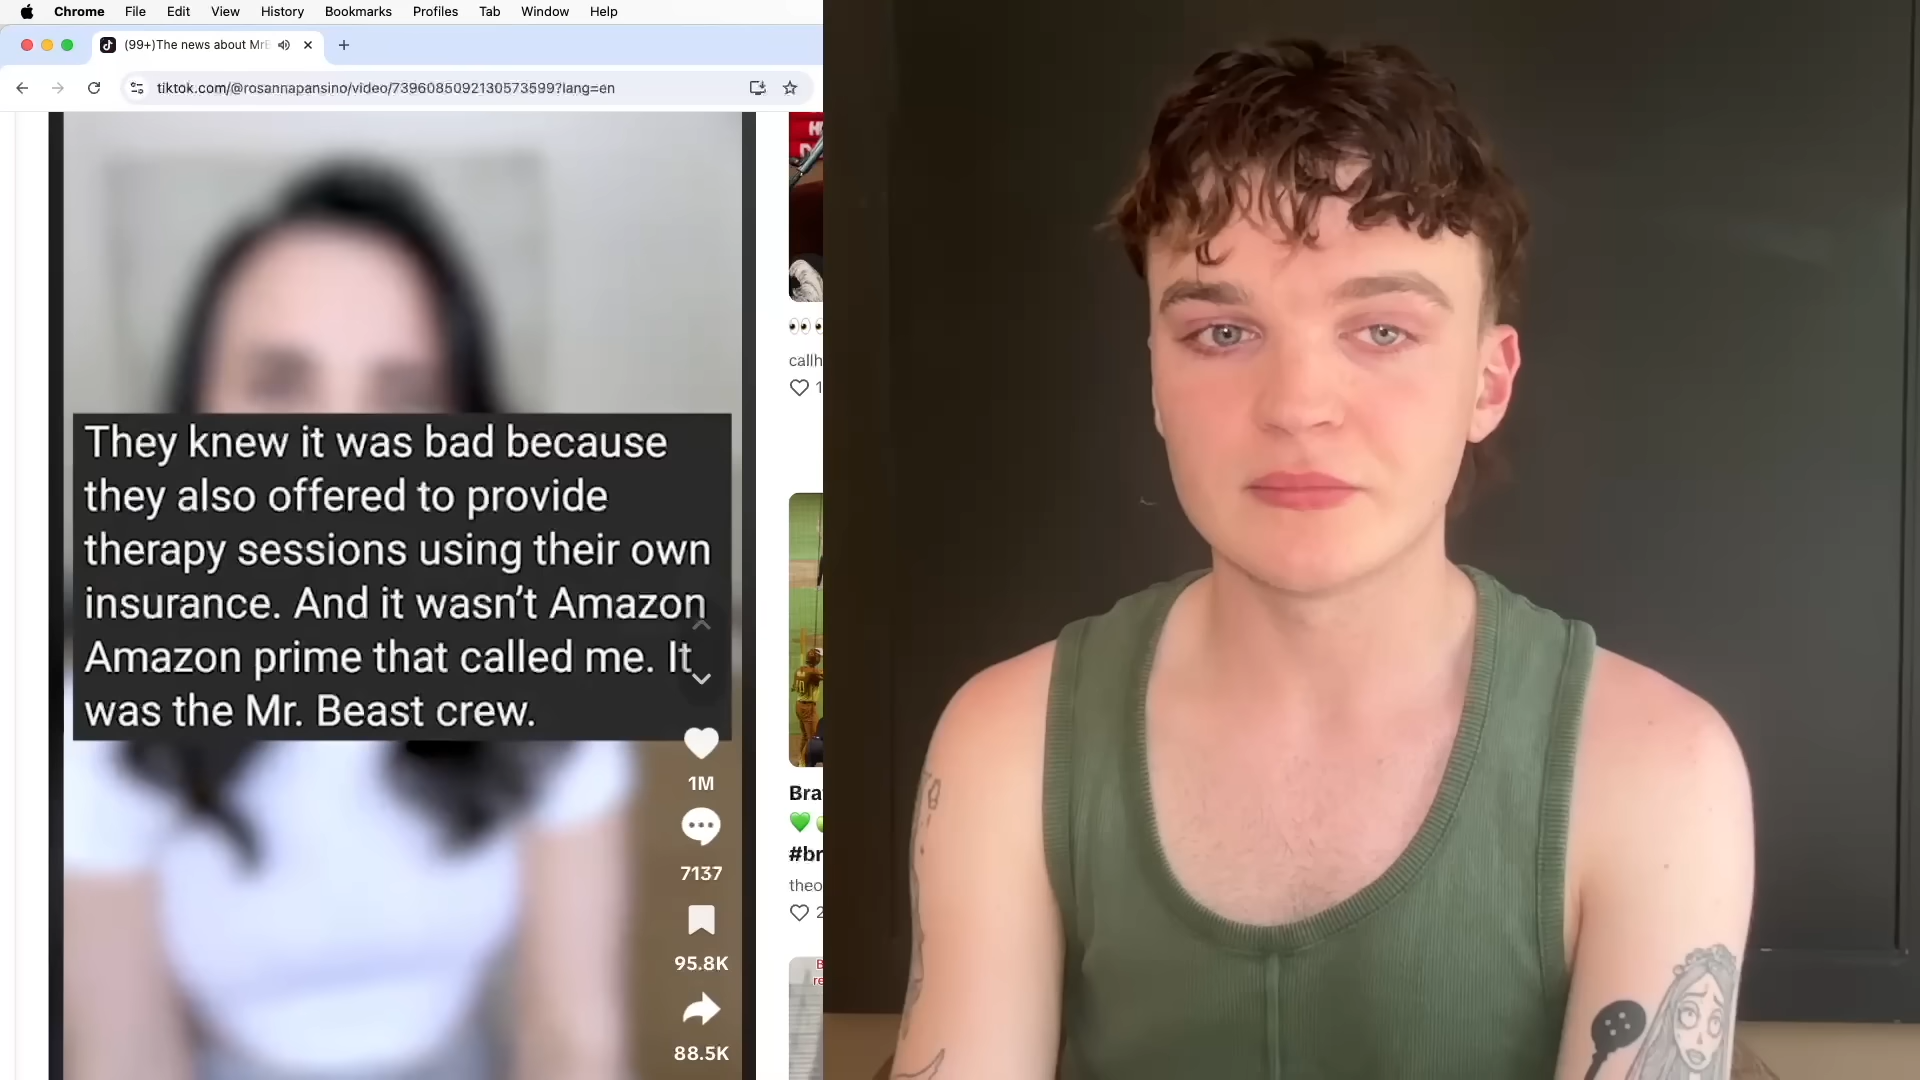 Chrome File Edit View History Bookmarks Profiles Tab Window Help
(99+)The news about MrB
tiktok.com/@rosannapansino/video/7396085092130573599?lang=en
They knew it was bad because
they also offered to provide
therapy sessions using their own
insurance. And it wasn't Amazon
Amazon prime that called me. It
was the Mr. Beast crew.
1M
7137
95.8K
88.5K
callh
1
Bra
#br
theo
2